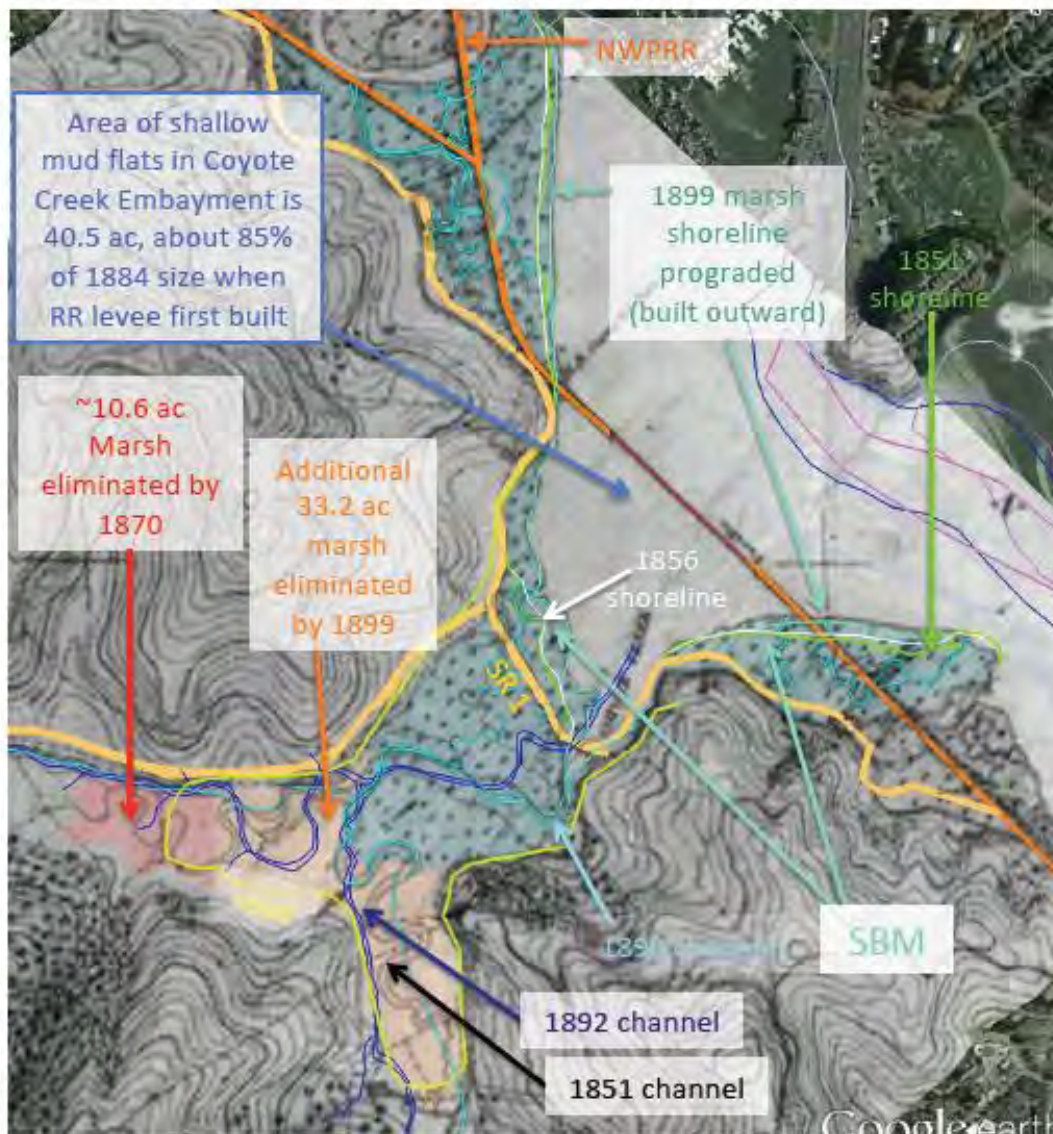 NWPRR
Area of shallow
mud flats in Coyote
Creek Embayment is
40.5 ac, about 85%
of 1884 size when
RR levee first built
1899 marsh
shoreline
prograded
(built outward)
1851
shoreline
~10.6 ac
Marsh
eliminated by
1870
Additional
33.2 ac
marsh
eliminated
by 1899
1856
shoreline
SR 1
SBM
1892 channel
1851 channel
Google earth